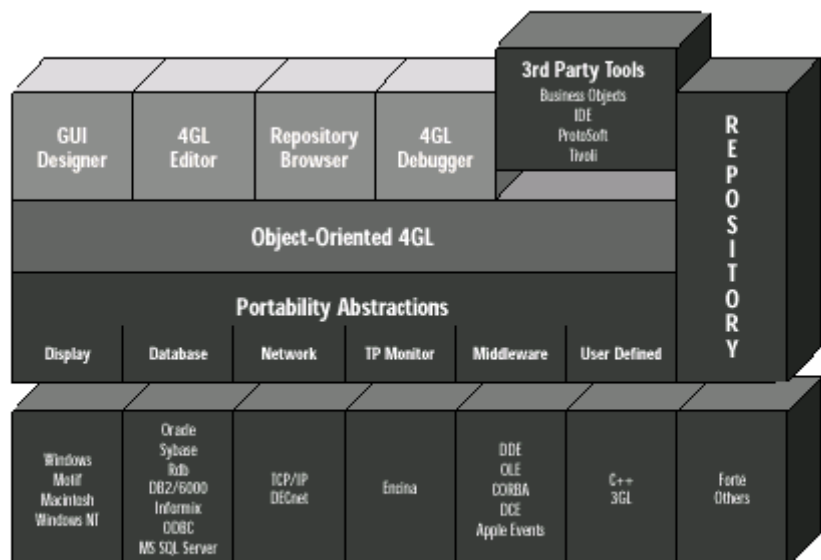 3rd Party Tools
Business Objects
IDE
ProtoSoft
Tivoli
GUI
Designer
4GL
Editor
Repository
Browser
4GL
Debugger
REPOSITORY
Object-Oriented 4GL
Portability Abstractions
Display
Database
Network
TP Monitor
Middleware
User Defined
Windows
Motif
Macintosh
Windows NT
Oracle
Sybase
Rdb
DB2/6000
Informix
ODBC
MS SQL Server
TCP/IP
DECnet
Encina
DDE
OLE
CORBA
DCE
Apple Events
C++
3GL
Forté
Others